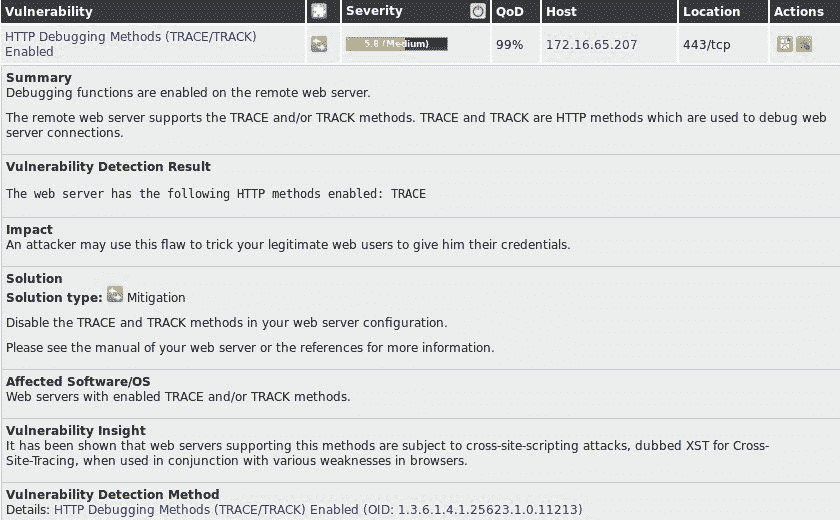 Vulnerability Severity QoD Host Location Actions
HTTP Debugging Methods (TRACE/TRACK)
Enabled
5.8 (Medium) 99% 172.16.65.207 443/tcp
Summary
Debugging functions are enabled on the remote web server.
The remote web server supports the TRACE and/or TRACK methods. TRACE and TRACK are HTTP methods which are used to debug web
server connections.
Vulnerability Detection Result
The web server has the following HTTP methods enabled: TRACE
Impact
An attacker may use this flaw to trick your legitimate web users to give him their credentials.
Solution
Solution type: Mitigation
Disable the TRACE and TRACK methods in your web server configuration.
Please see the manual of your web server or the references for more information.
Affected Software/OS
Web servers with enabled TRACE and/or TRACK methods.
Vulnerability Insight
It has been shown that web servers supporting this methods are subject to cross-site-scripting attacks, dubbed XST for Cross-
Site-Tracing, when used in conjunction with various weaknesses in browsers.
Vulnerability Detection Method
Details: HTTP Debugging Methods (TRACE/TRACK) Enabled (OID: 1.3.6.1.4.1.25623.1.0.11213)